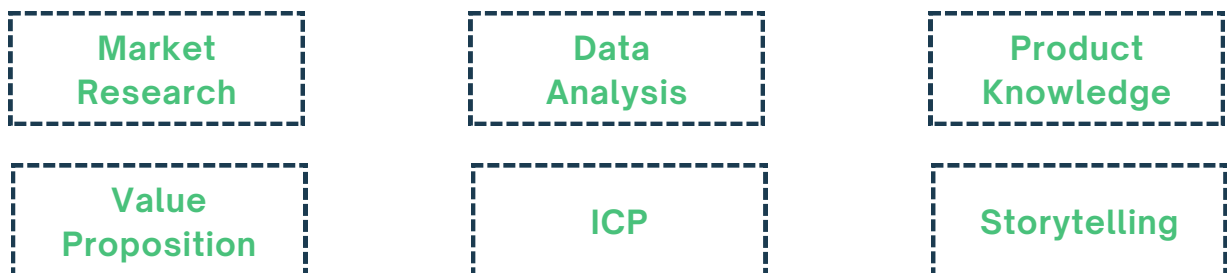 Market
Research
Data
Analysis
Product
Knowledge
Value
Proposition
ICP
Storytelling